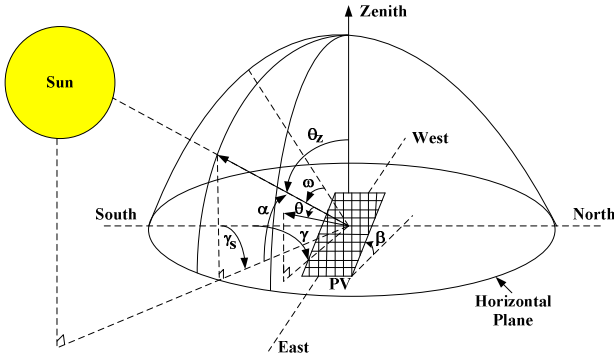 Zenith
Sun
θz
West
ω
α
θ
South
North
γs
γ
β
PV
Horizontal
Plane
East